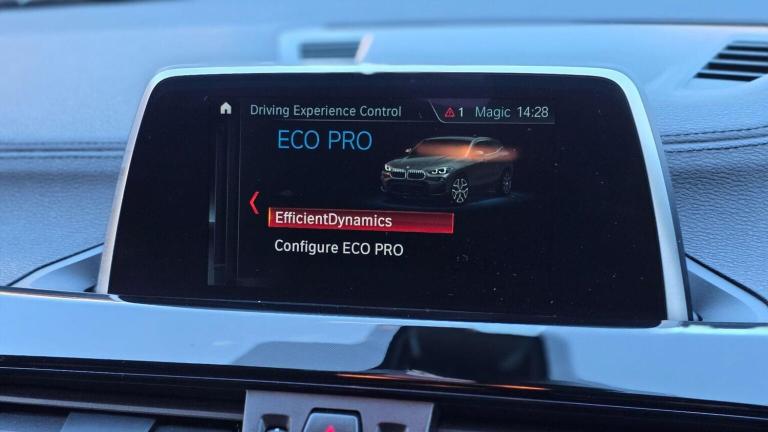 Driving Experience Control 1 Magic 14:28
ECO PRO
EfficientDynamics
Configure ECO PRO